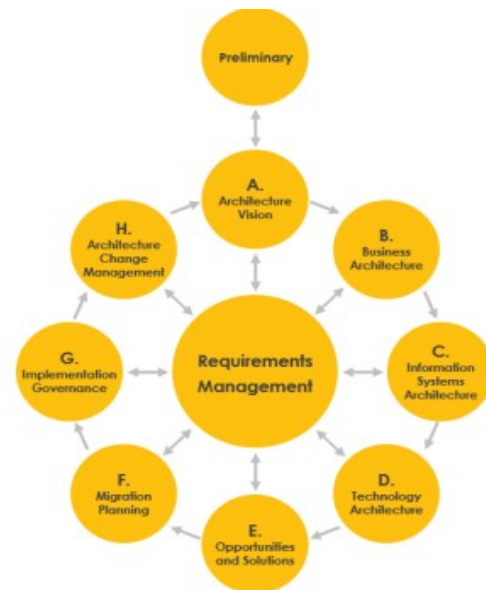 Preliminary
A.
Architecture
Vision
B.
Business
Architecture
C.
Information
Systems
Architecture
D.
Technology
Architecture
E.
Opportunities
and Solutions
F.
Migration
Planning
G.
Implementation
Governance
H.
Architecture
Change
Management
Requirements
Management